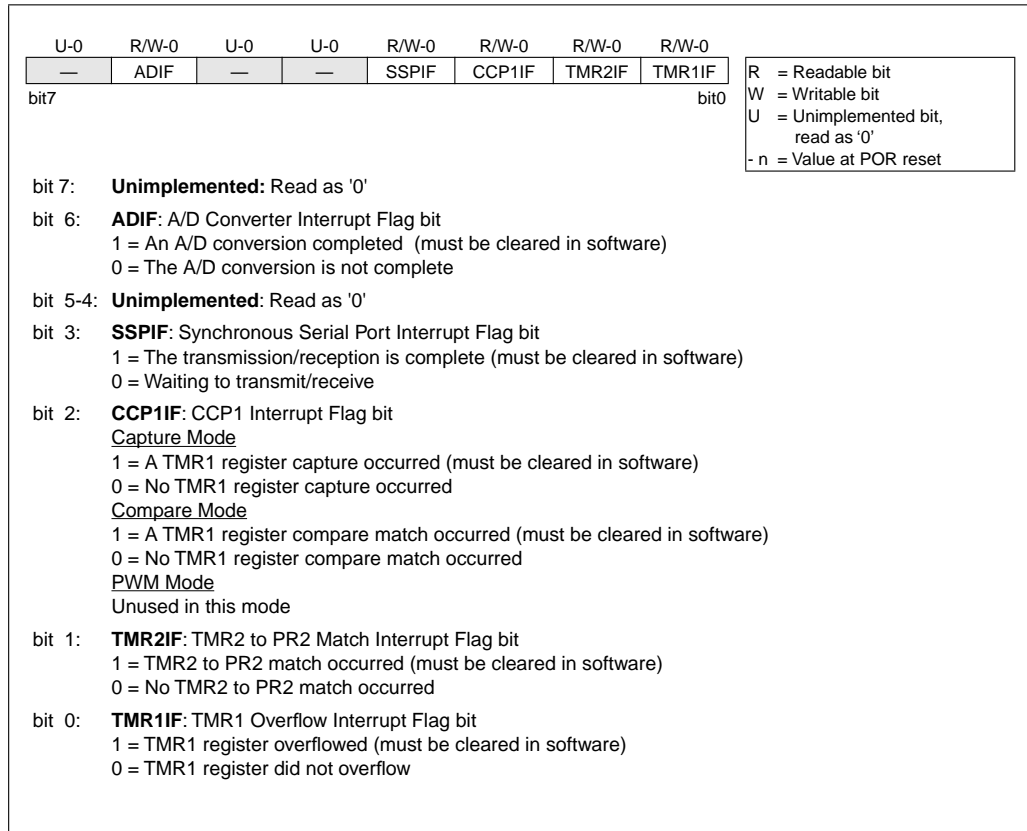 U-0 R/W-0 U-0 U-0 R/W-0 R/W-0 R/W-0 R/W-0
— ADIF — — SSPIF CCP1IF TMR2IF TMR1IF
bit7 bit0
R = Readable bit
W = Writable bit
U = Unimplemented bit,
read as ‘0’
- n = Value at POR reset
bit 7: Unimplemented: Read as '0'
bit 6: ADIF: A/D Converter Interrupt Flag bit
1 = An A/D conversion completed (must be cleared in software)
0 = The A/D conversion is not complete
bit 5-4: Unimplemented: Read as '0'
bit 3: SSPIF: Synchronous Serial Port Interrupt Flag bit
1 = The transmission/reception is complete (must be cleared in software)
0 = Waiting to transmit/receive
bit 2: CCP1IF: CCP1 Interrupt Flag bit
Capture Mode
1 = A TMR1 register capture occurred (must be cleared in software)
0 = No TMR1 register capture occurred
Compare Mode
1 = A TMR1 register compare match occurred (must be cleared in software)
0 = No TMR1 register compare match occurred
PWM Mode
Unused in this mode
bit 1: TMR2IF: TMR2 to PR2 Match Interrupt Flag bit
1 = TMR2 to PR2 match occurred (must be cleared in software)
0 = No TMR2 to PR2 match occurred
bit 0: TMR1IF: TMR1 Overflow Interrupt Flag bit
1 = TMR1 register overflowed (must be cleared in software)
0 = TMR1 register did not overflow